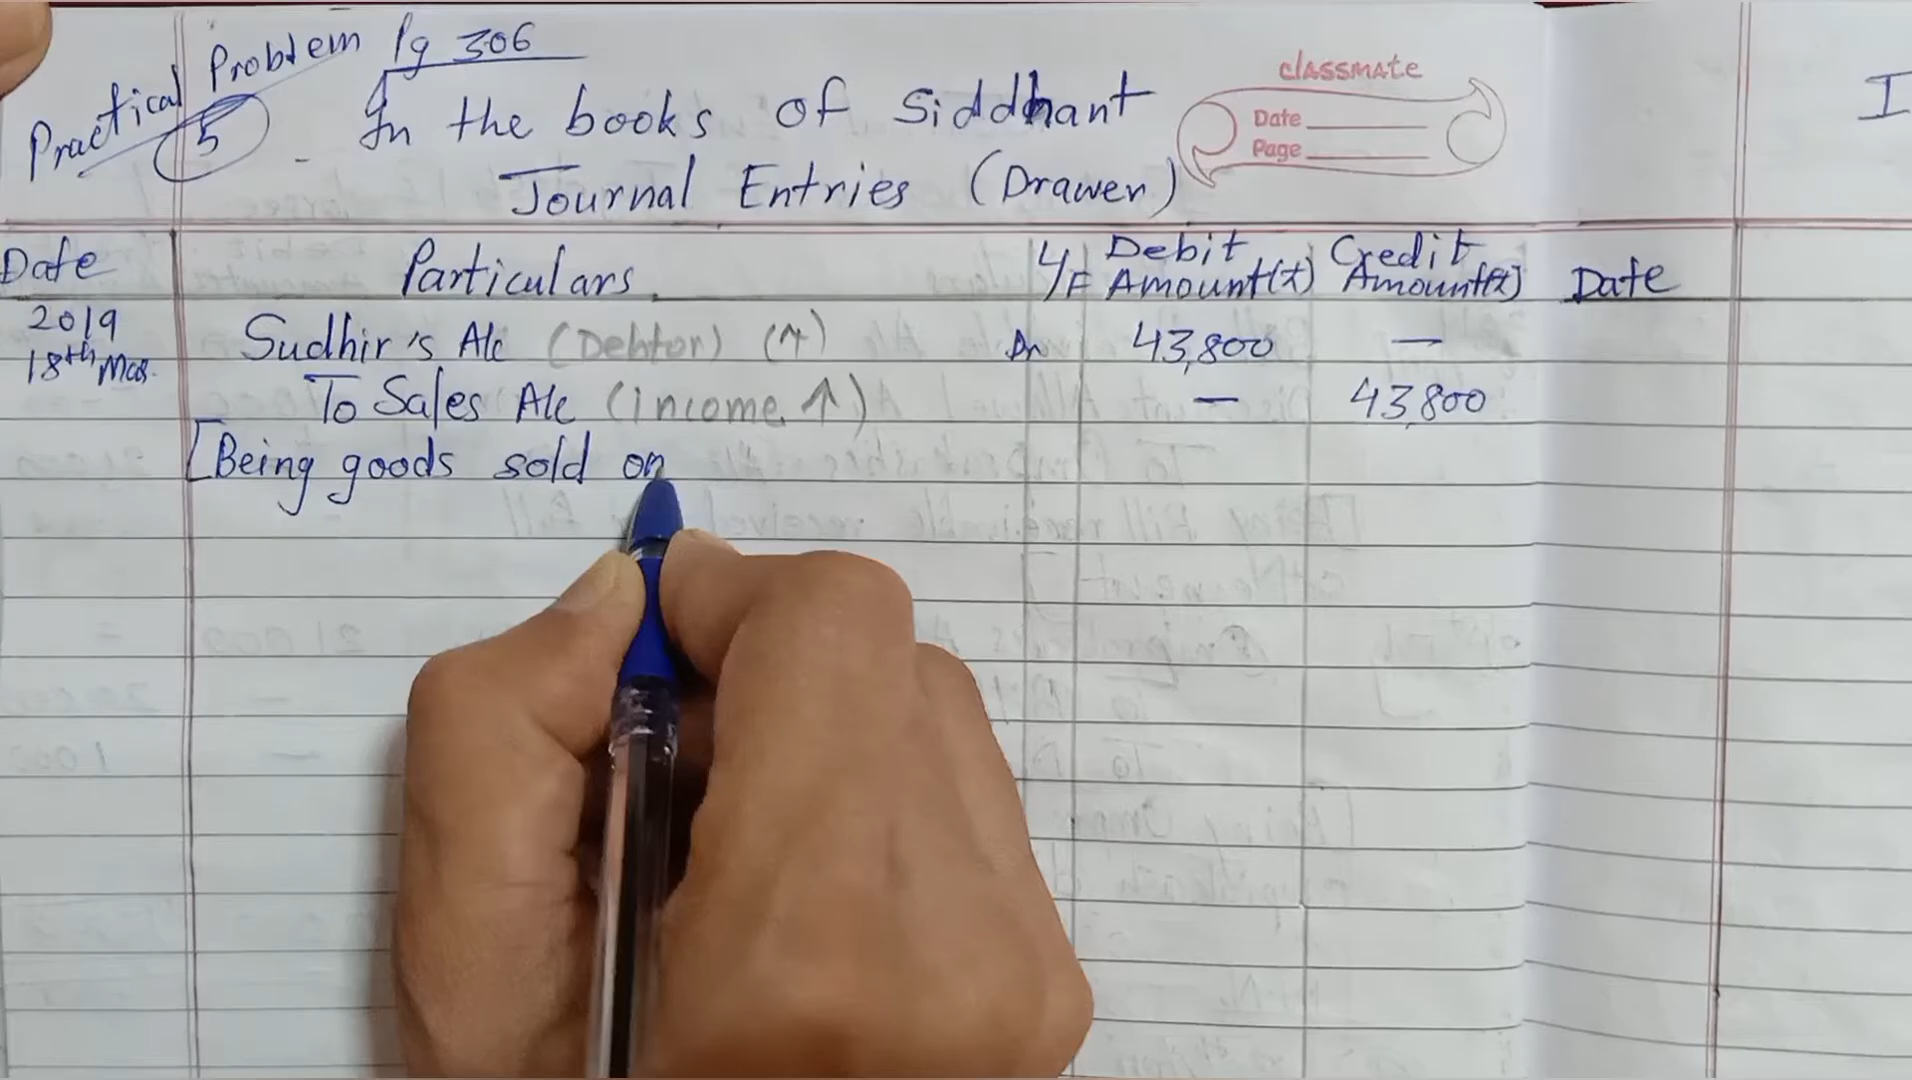 Practical Problem Pg 306
5
In the books of Siddhant
Journal Entries (Drawer)
classmate
Date
Page
Date Particulars L/F Debit Amount(₹) Credit Amount(₹) Date
2019
18th Mar. Sudhir's A/c (Debtor) (↑) Dr 43,800 —
To Sales A/c (income ↑) — 43,800
[Being goods sold on
I